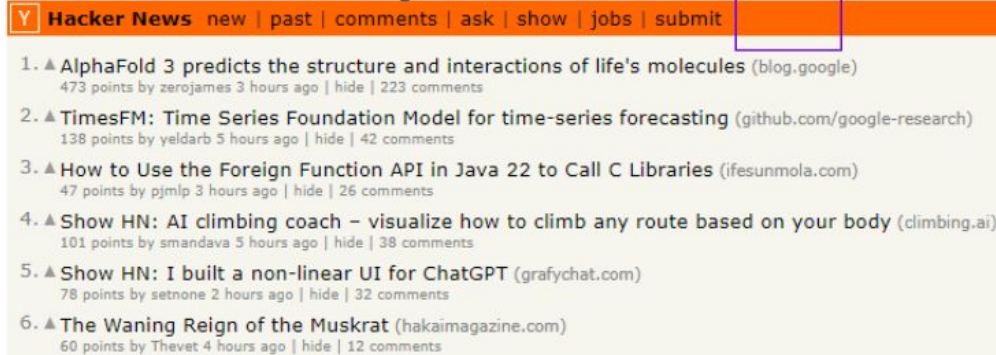 Y Hacker News new | past | comments | ask | show | jobs | submit
1. ▲ AlphaFold 3 predicts the structure and interactions of life's molecules (blog.google)
473 points by zerojames 3 hours ago | hide | 223 comments
2. ▲ TimesFM: Time Series Foundation Model for time-series forecasting (github.com/google-research)
138 points by yeldarb 5 hours ago | hide | 42 comments
3. ▲ How to Use the Foreign Function API in Java 22 to Call C Libraries (ifesunmola.com)
47 points by pjmlp 3 hours ago | hide | 26 comments
4. ▲ Show HN: AI climbing coach – visualize how to climb any route based on your body (climbing.ai)
101 points by smandava 5 hours ago | hide | 38 comments
5. ▲ Show HN: I built a non-linear UI for ChatGPT (grafychat.com)
78 points by setnone 2 hours ago | hide | 32 comments
6. ▲ The Waning Reign of the Muskrat (hakaimagazine.com)
60 points by Thevet 4 hours ago | hide | 12 comments